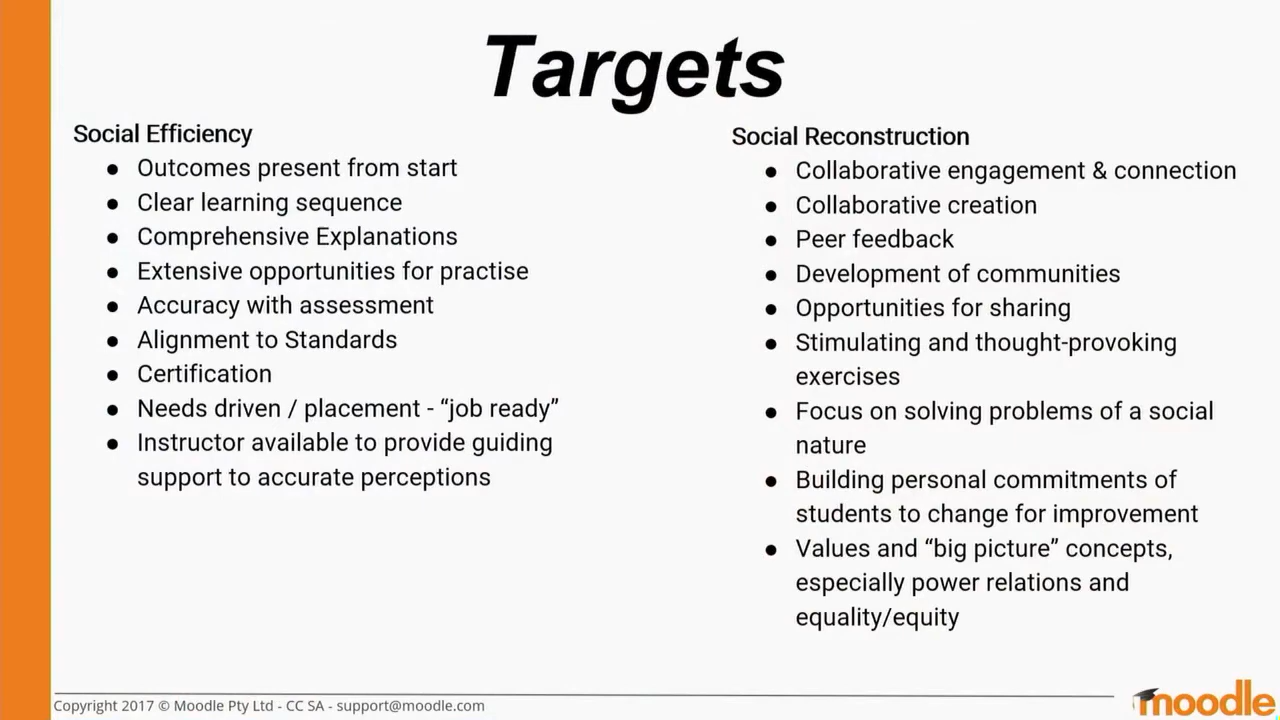 Targets
Social Efficiency
● Outcomes present from start
● Clear learning sequence
● Comprehensive Explanations
● Extensive opportunities for practise
● Accuracy with assessment
● Alignment to Standards
● Certification
● Needs driven / placement - “job ready”
● Instructor available to provide guiding
support to accurate perceptions
Social Reconstruction
● Collaborative engagement & connection
● Collaborative creation
● Peer feedback
● Development of communities
● Opportunities for sharing
● Stimulating and thought-provoking
exercises
● Focus on solving problems of a social
nature
● Building personal commitments of
students to change for improvement
● Values and “big picture” concepts,
especially power relations and
equality/equity
Copyright 2017 © Moodle Pty Ltd - CC SA - support@moodle.com
moodle